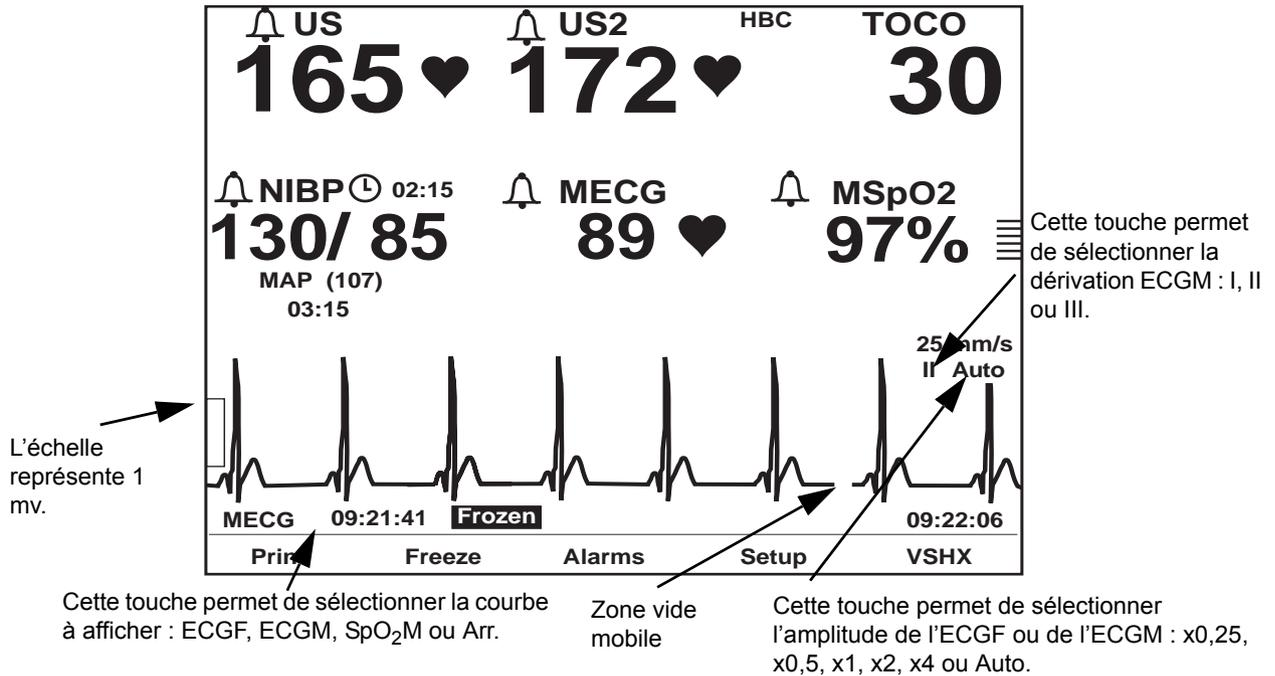 US US2 HBC TOCO
165 172 30
NIBP 02:15 MECG MSpO2
130/ 85 89 97%
MAP (107)
03:15
Cette touche permet
de sélectionner la
dérivation ECGM : I, II
ou III.
25 mm/s
II Auto
L'échelle
représente 1
mv.
MECG 09:21:41 Frozen 09:22:06
Print Freeze Alarms Setup VSHX
Cette touche permet de sélectionner la courbe
à afficher : ECGF, ECGM, SpO2M ou Arr.
Zone vide
mobile
Cette touche permet de sélectionner
l'amplitude de l'ECGF ou de l'ECGM : x0,25,
x0,5, x1, x2, x4 ou Auto.